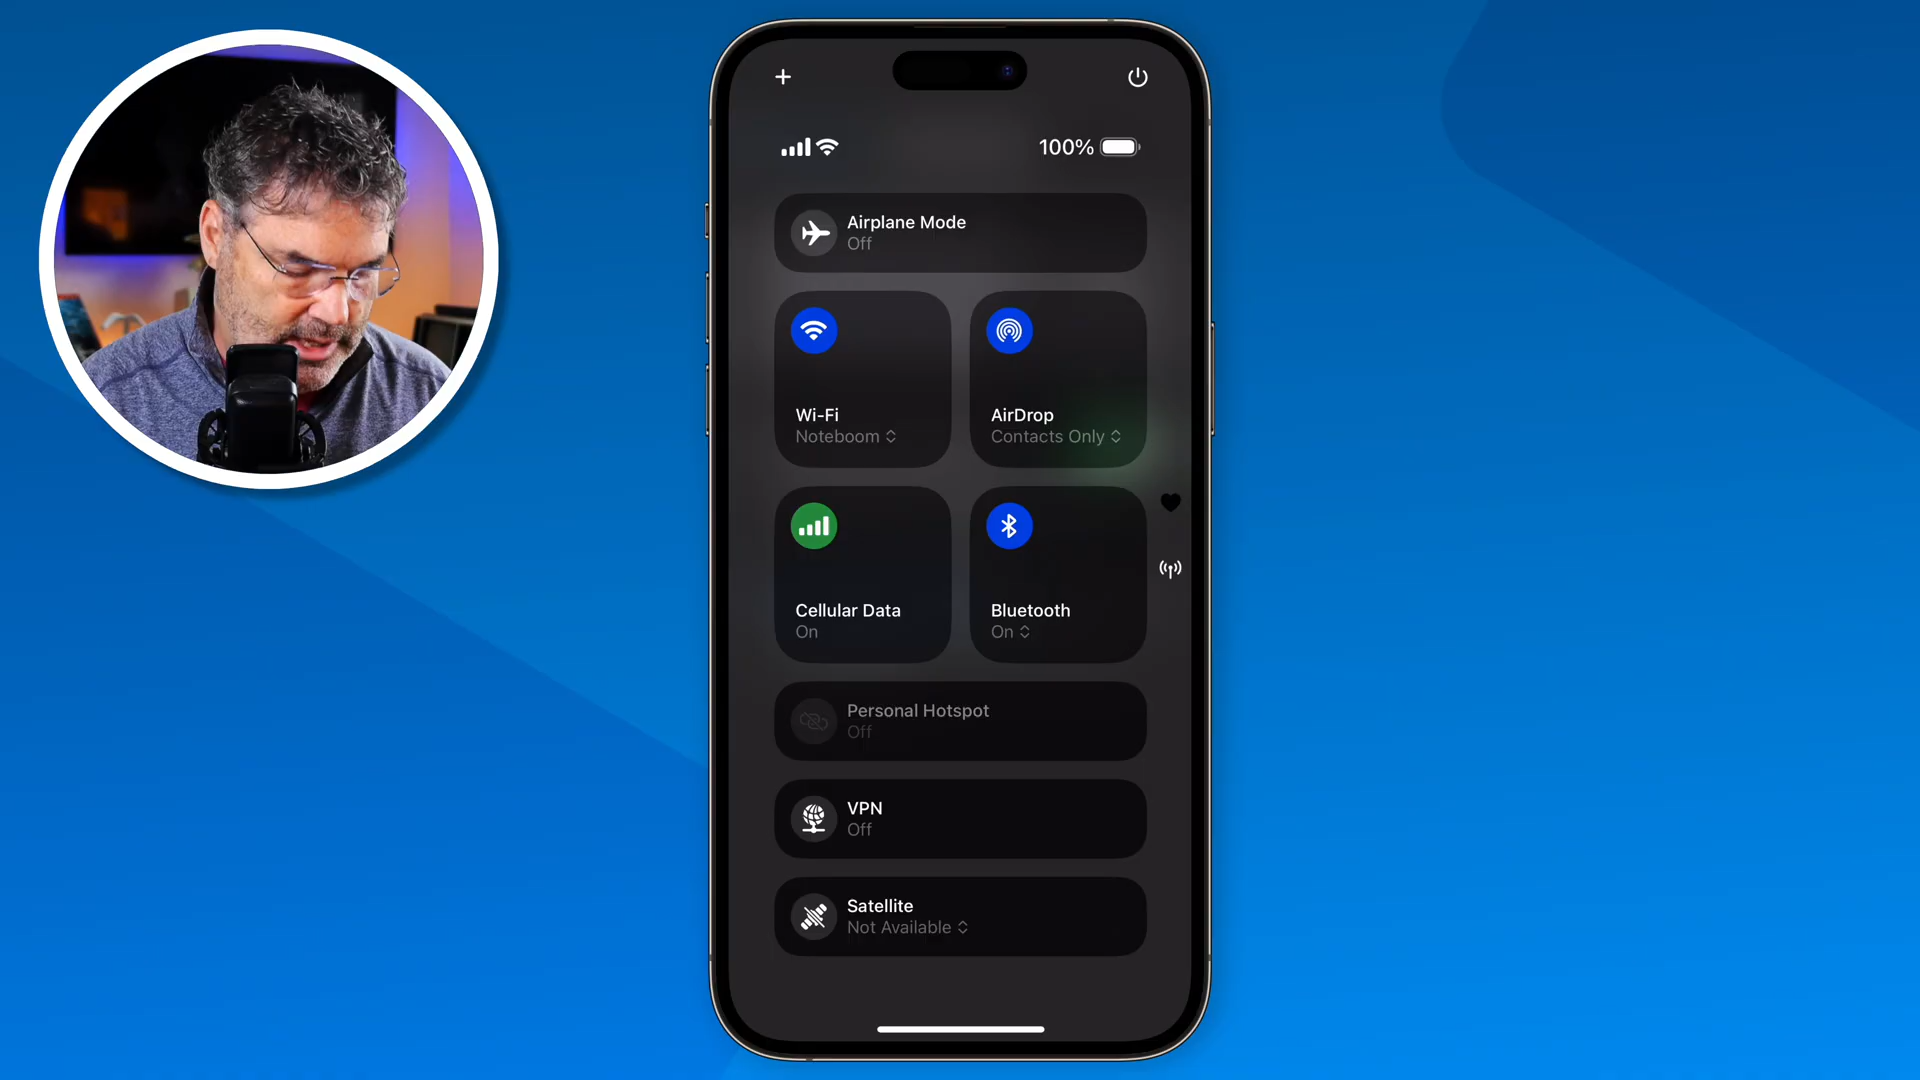 100%
Airplane Mode
Off
Wi-Fi
Noteboom
AirDrop
Contacts Only
Cellular Data
On
Bluetooth
On
Personal Hotspot
Off
VPN
Off
Satellite
Not Available